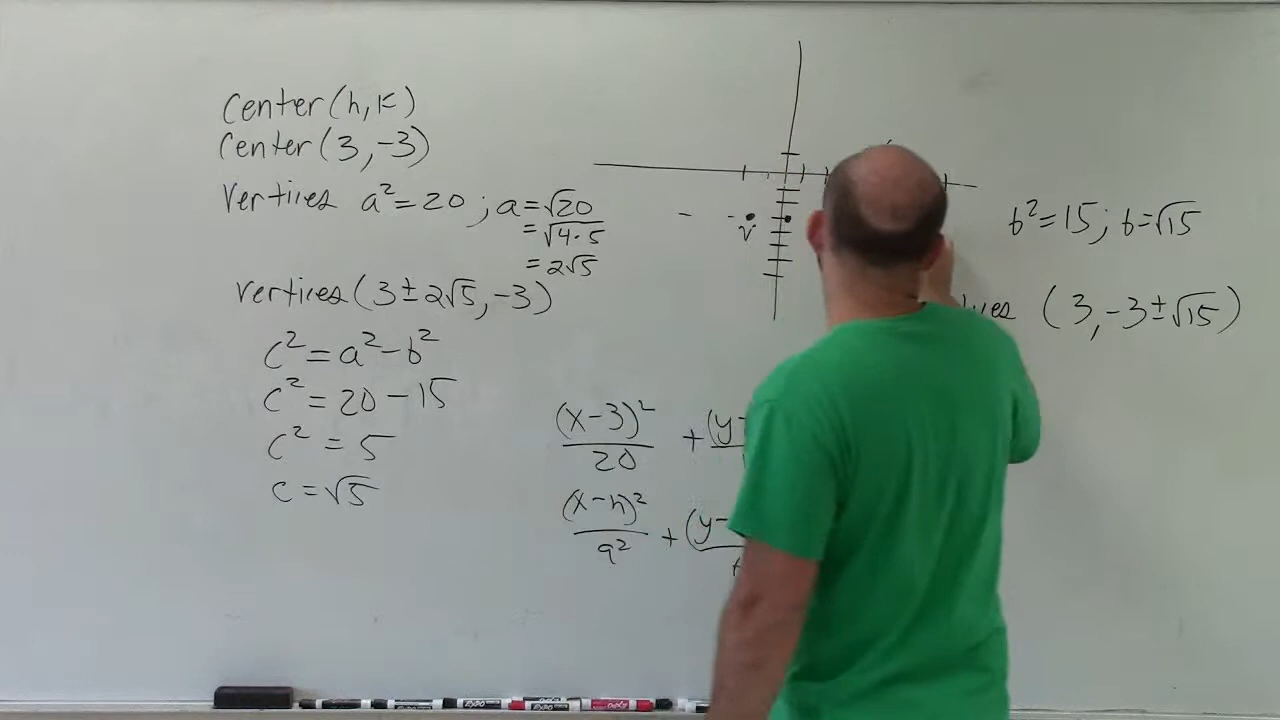 Center (h, k)
Center (3, -3)
Vertices a² = 20 ; a = √20
= √4·5
= 2√5
Vertices (3 ± 2√5, -3)
c² = a² - b²
c² = 20 - 15
c² = 5
c = √5
V
(x-3)²/20 + (y-
(x-h)²/a² + (y-
b² = 15; b = √15
(3, -3 ± √15)
EXPO